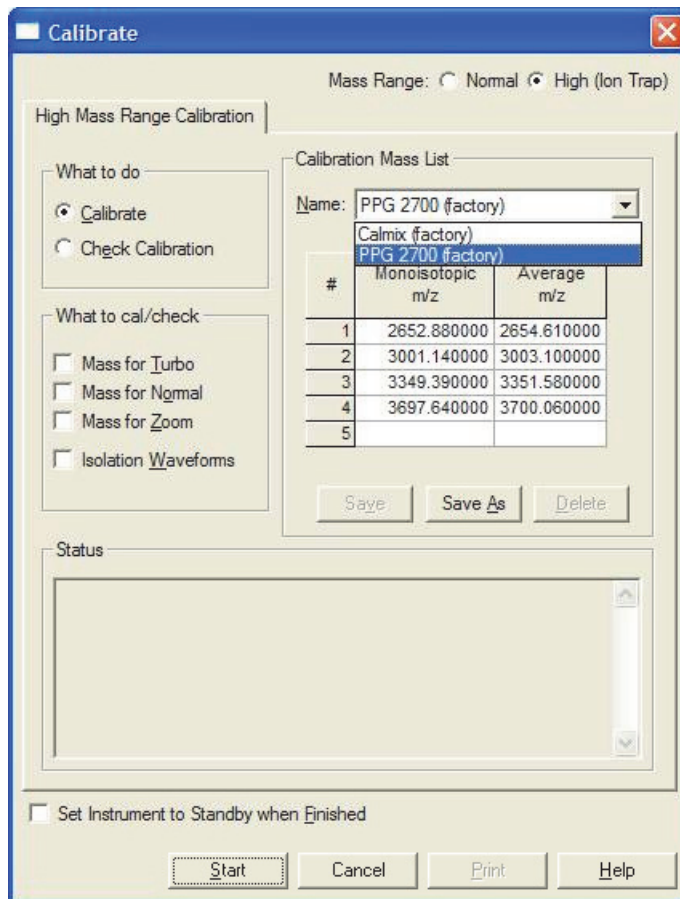 Calibrate
Mass Range: Normal High (Ion Trap)
High Mass Range Calibration
What to do
Calibrate
Check Calibration
What to cal/check
Mass for Turbo
Mass for Normal
Mass for Zoom
Isolation Waveforms
Calibration Mass List
Name: PPG 2700 (factory)
Calmix (factory)
PPG 2700 (factory)
# Monoisotopic m/z Average m/z
1 2652.880000 2654.610000
2 3001.140000 3003.100000
3 3349.390000 3351.580000
4 3697.640000 3700.060000
5
Save Save As Delete
Status
Set Instrument to Standby when Finished
Start Cancel Print Help